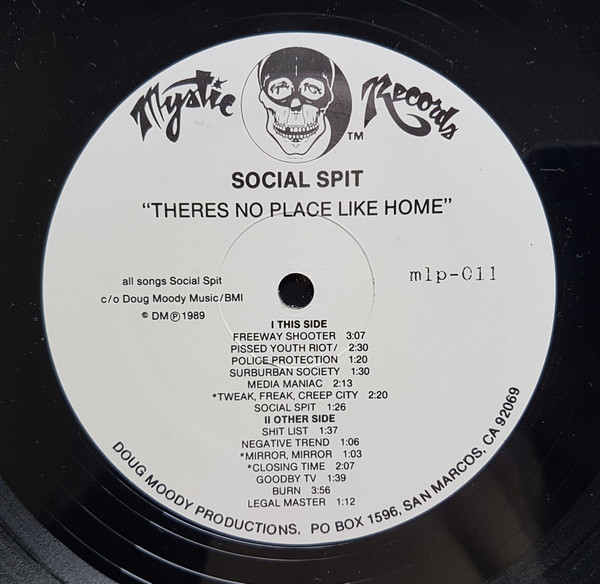 Mystic Records
TM
SOCIAL SPIT
“THERES NO PLACE LIKE HOME”
all songs Social Spit
c/o Doug Moody Music/BMI
© DM℗1989
mlp-011
I THIS SIDE
FREEWAY SHOOTER 3:07
PISSED YOUTH RIOT/ 2:30
POLICE PROTECTION 1:20
SURBURBAN SOCIETY 1:30
MEDIA MANIAC 2:13
*TWEAK, FREAK, CREEP CITY 2:20
SOCIAL SPIT 1:26
II OTHER SIDE
SHIT LIST 1:37
NEGATIVE TREND 1:06
*MIRROR, MIRROR 1:03
*CLOSING TIME 2:07
GOODBY TV 1:39
BURN 3:56
LEGAL MASTER 1:12
DOUG MOODY PRODUCTIONS, PO BOX 1596, SAN MARCOS, CA 92069